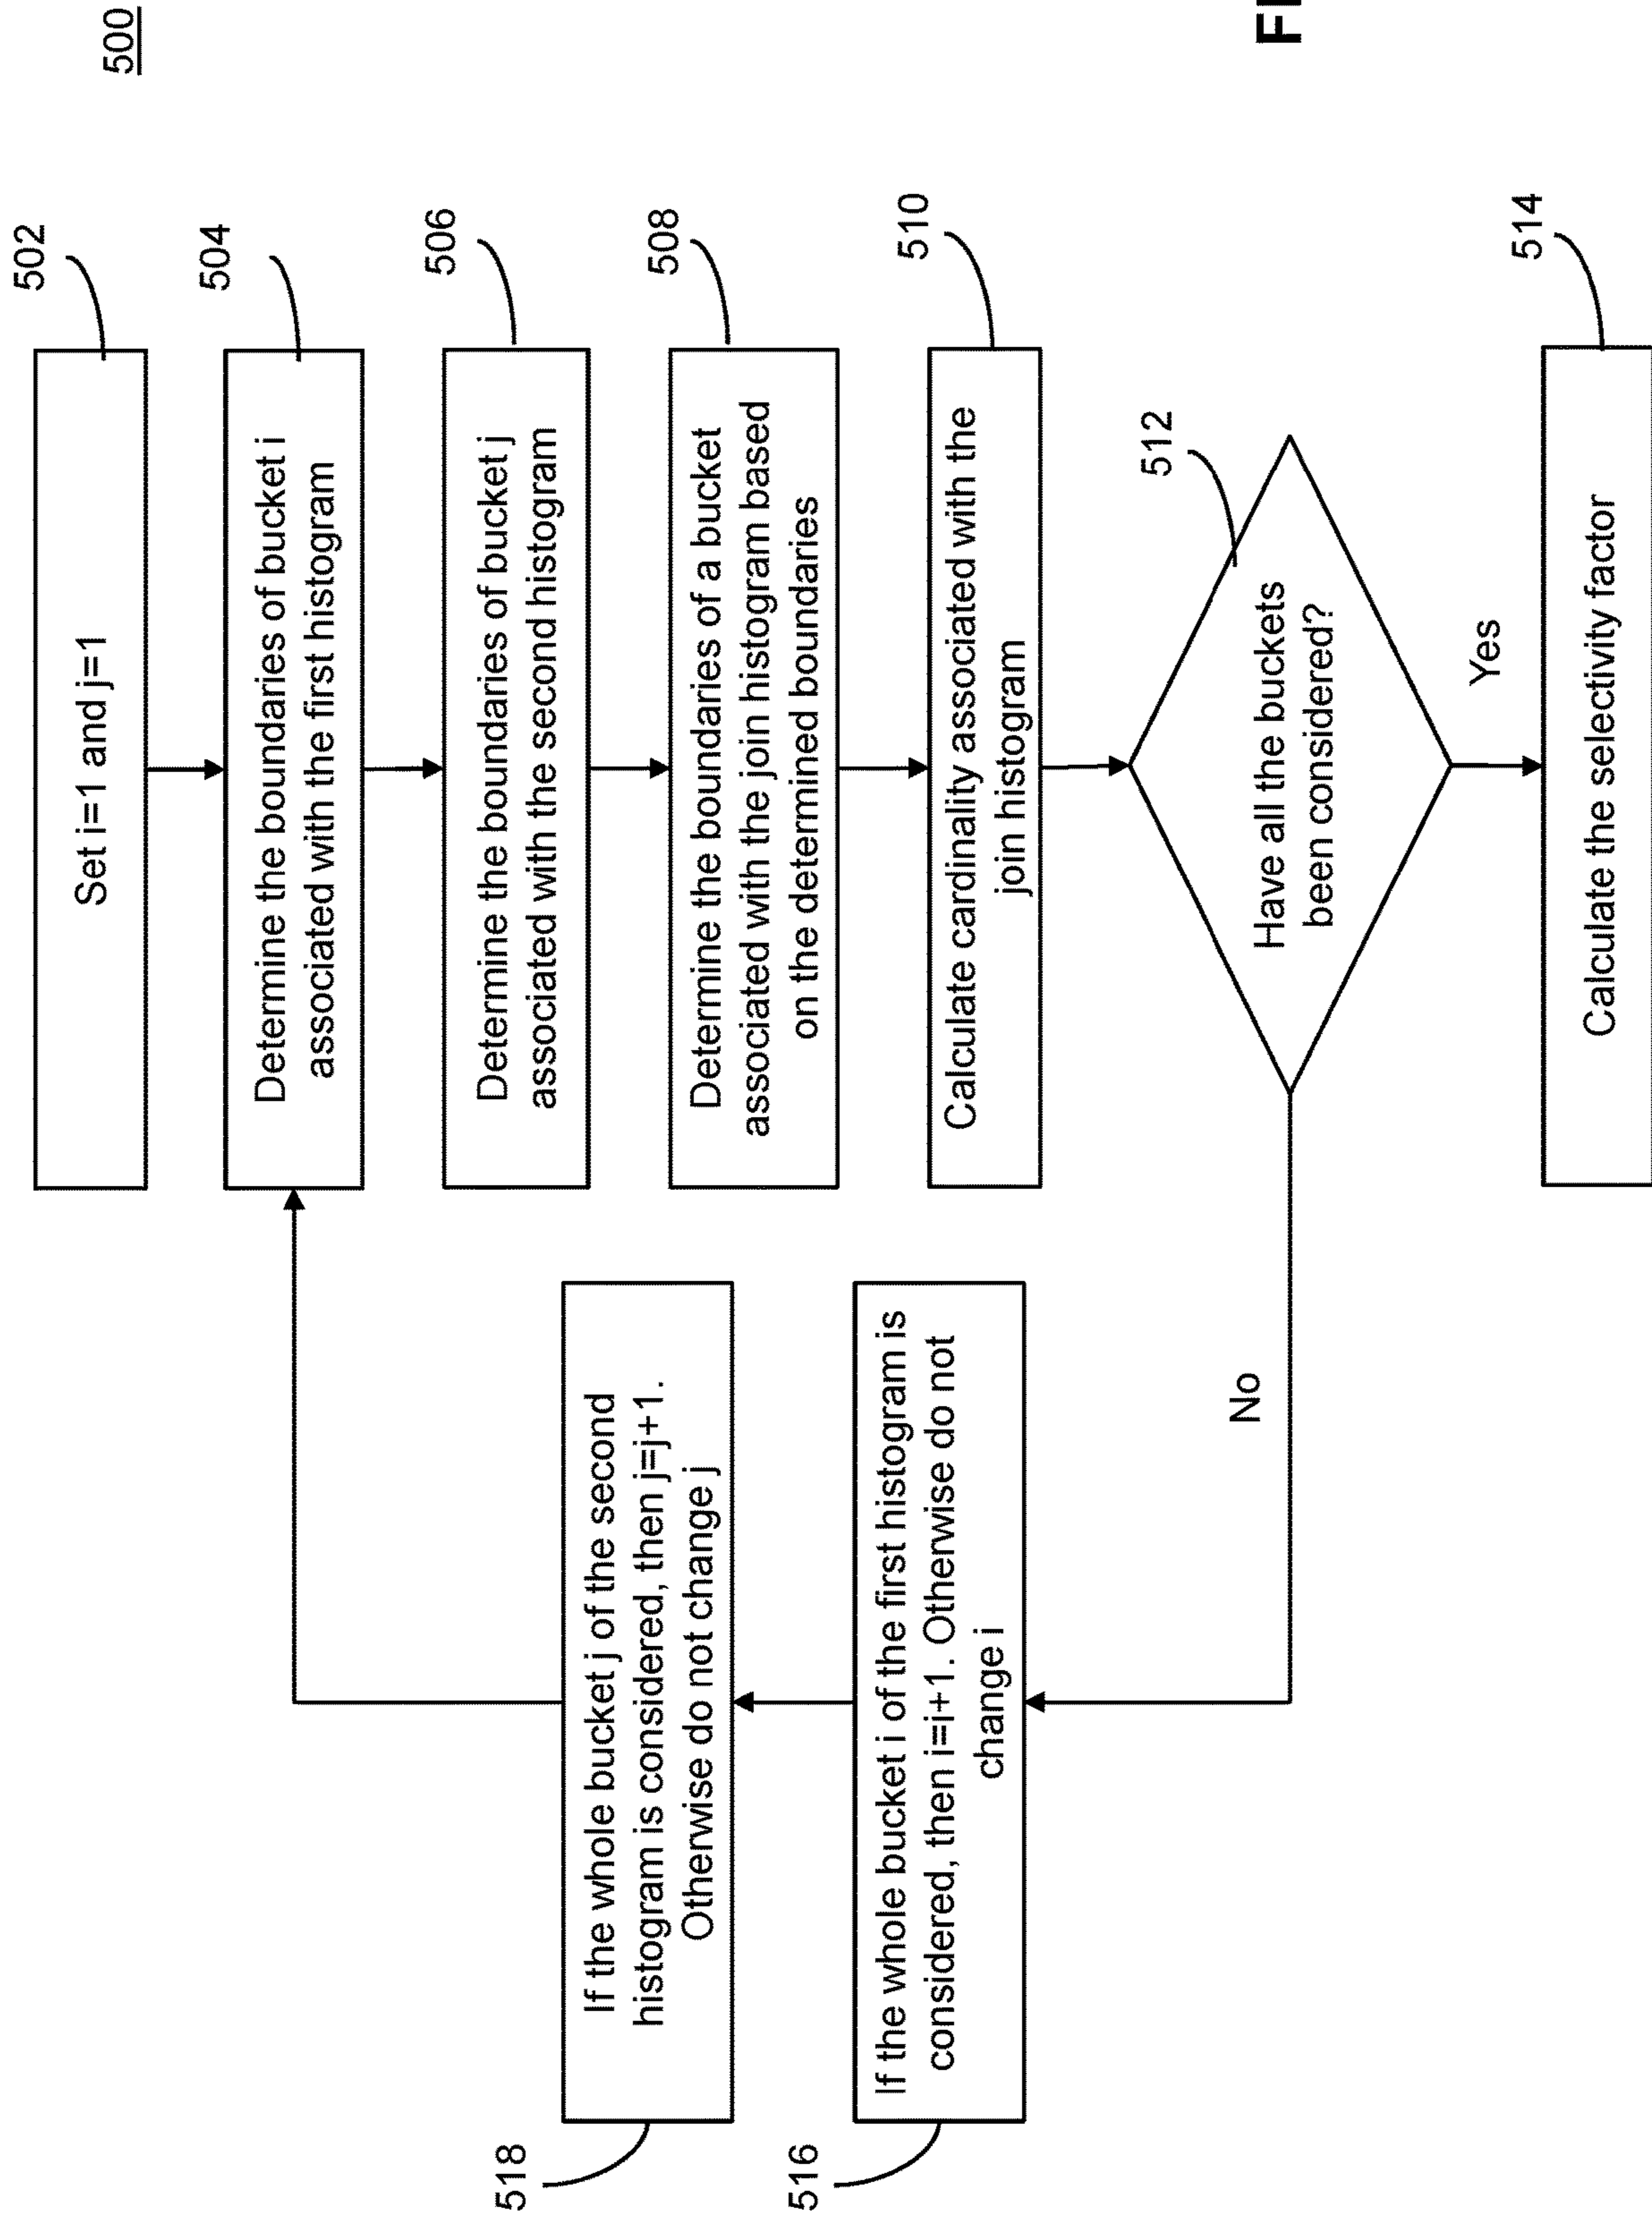 500
502
Set i=1 and j=1
504
Determine the boundaries of bucket i
associated with the first histogram
506
Determine the boundaries of bucket j
associated with the second histogram
508
Determine the boundaries of a bucket
associated with the join histogram based
on the determined boundaries
510
Calculate cardinality associated with the
join histogram
512
Have all the buckets
been considered?
Yes
514
Calculate the selectivity factor
No
516
If the whole bucket i of the first histogram is
considered, then i=i+1. Otherwise do not
change i
518
If the whole bucket j of the second
histogram is considered, then j=j+1.
Otherwise do not change j